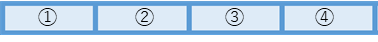 ① ② ③ ④